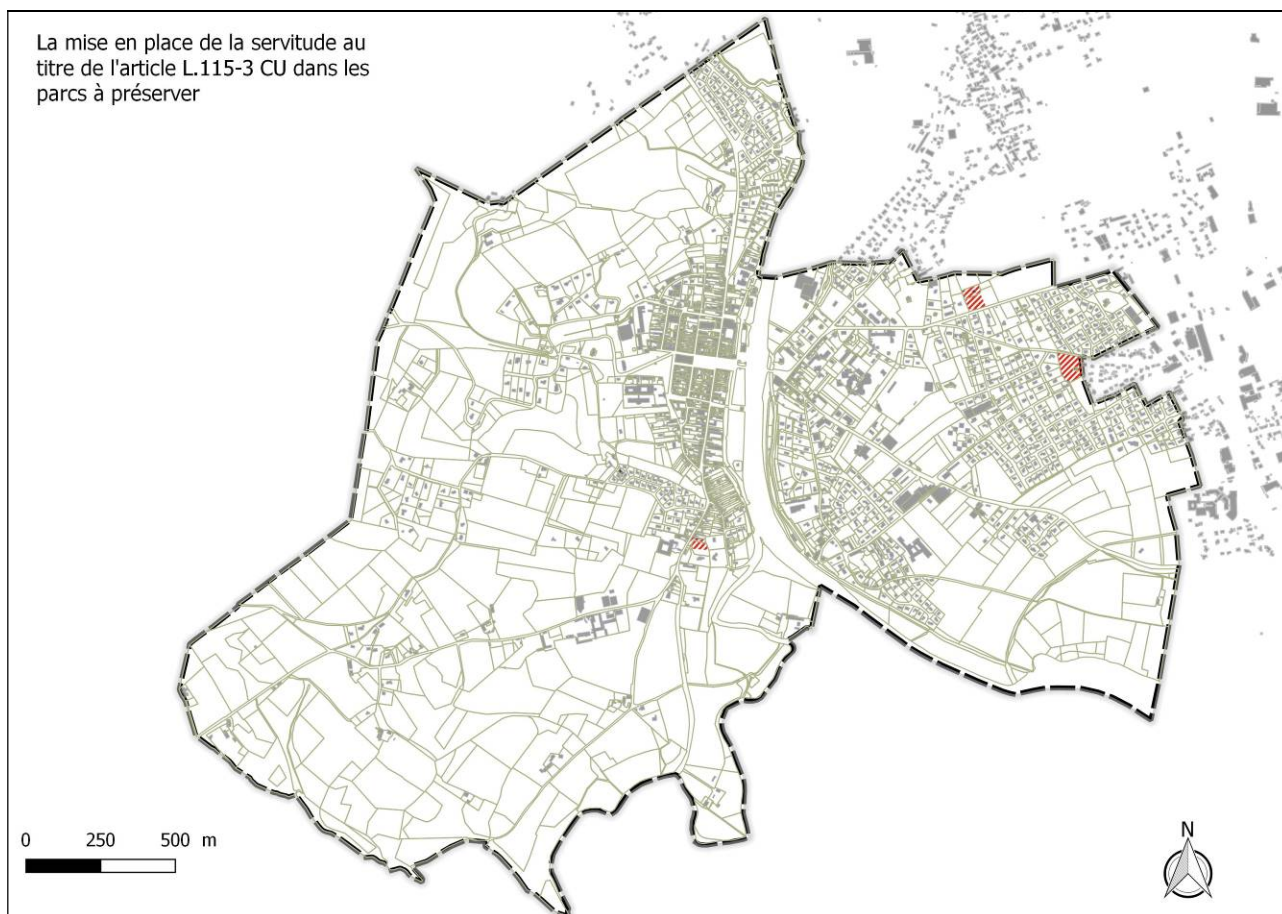 La mise en place de la servitude au
titre de l'article L.115-3 CU dans les
parcs à préserver
0 250 500 m
N